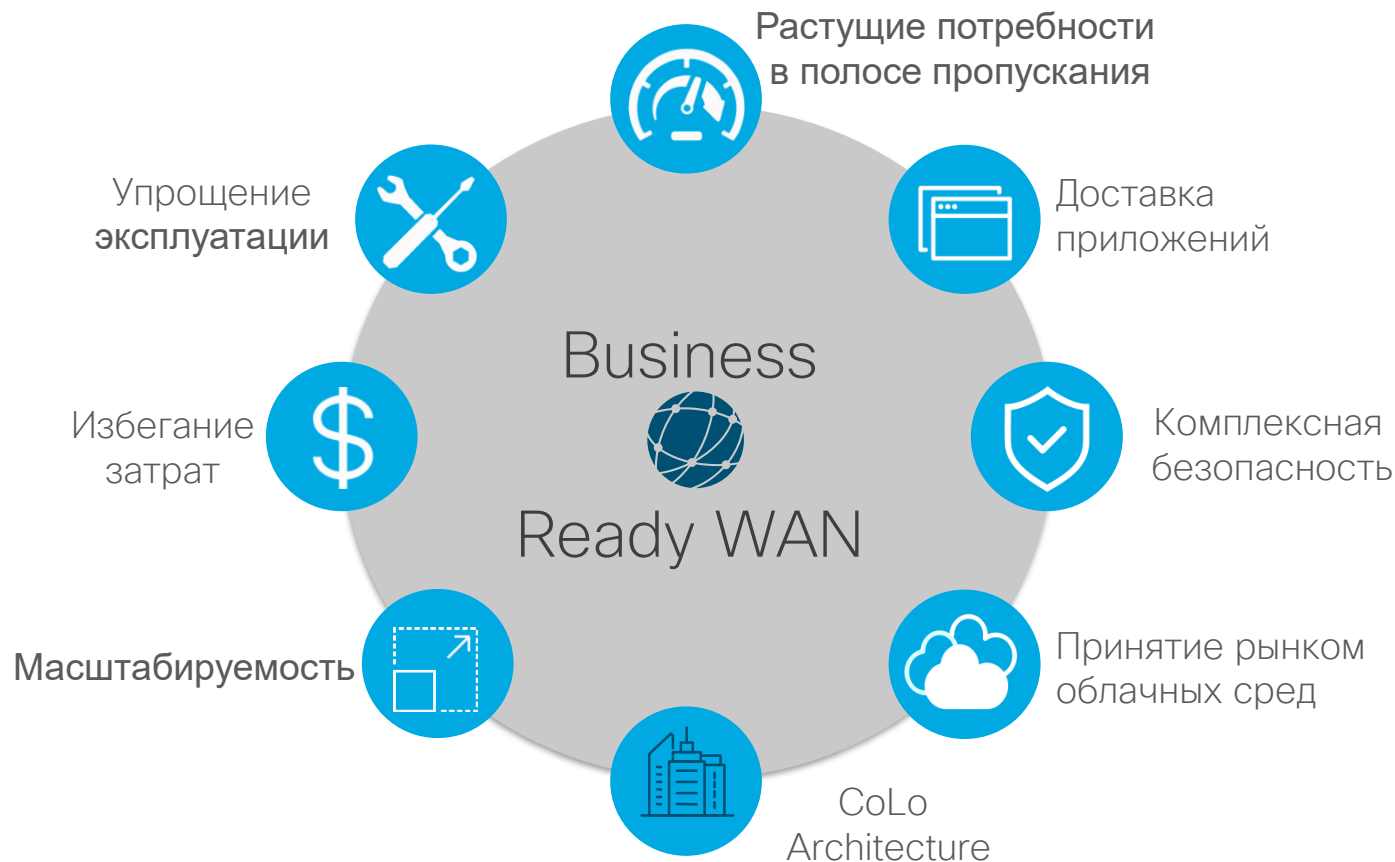 Растущие потребности
в полосе пропускания
Упрощение
эксплуатации
Доставка
приложений
Business
Ready WAN
Избегание
затрат
$
Комплексная
безопасность
Масштабируемость
Принятие рынком
облачных сред
CoLo
Architecture